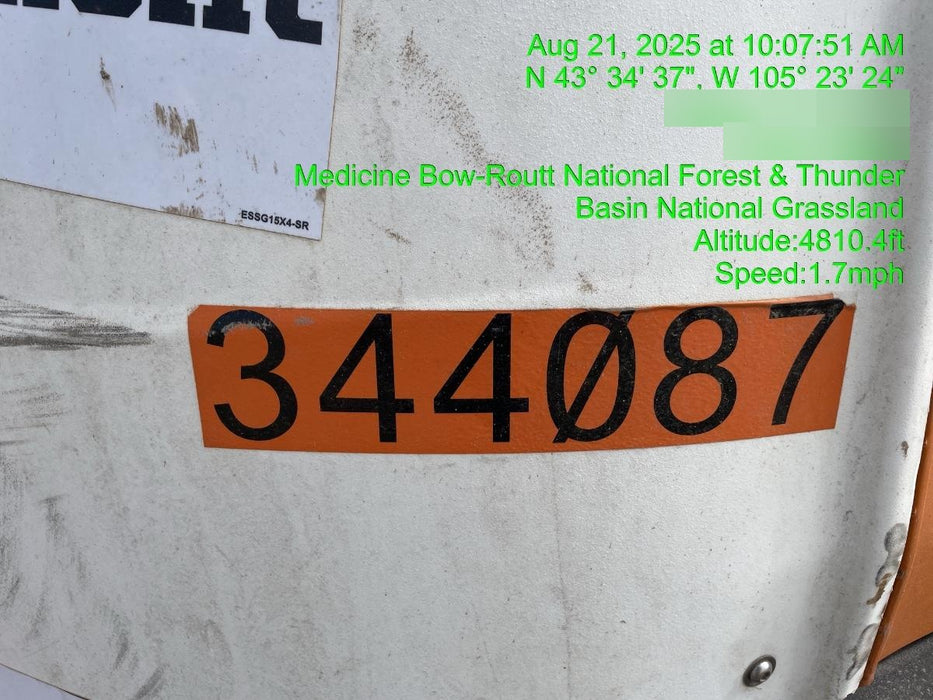 Aug 21, 2025 at 10:07:51 AM
N 43° 34' 37", W 105° 23' 24"
Medicine Bow-Routt National Forest & Thunder
Basin National Grassland
Altitude:4810.4ft
Speed:1.7mph
ESSG15X4-SR
344Ø87